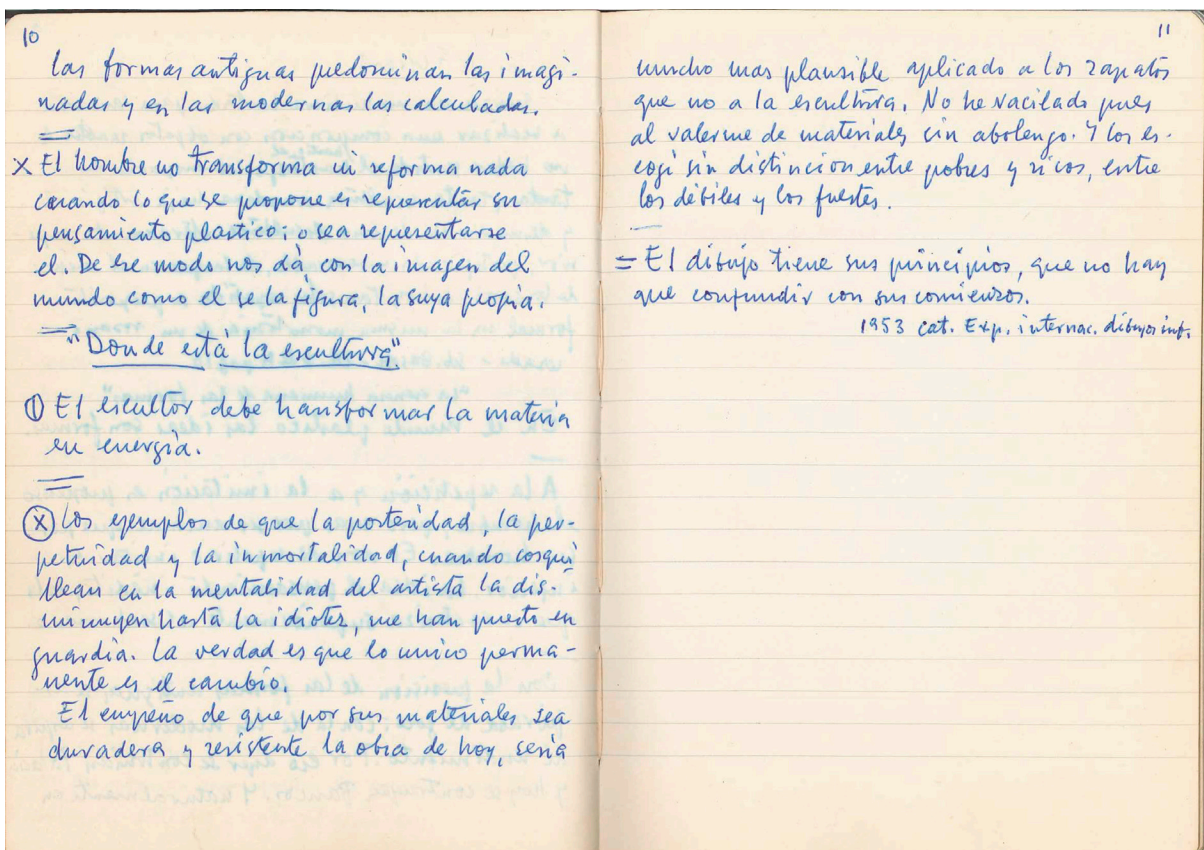 10
las formas antiguas predominan las imagi-
nadas y en las modernas las calculadas.
X El hombre no transforma ni reforma nada
cuando lo que se propone es representar su
pensamiento plastico, o sea representarse
el. De ese modo nos dà con la imagen del
mundo como el se la figura, la suya propia.
"Donde està la escultura"
① El escultor debe transformar la materia
en energìa.
Ⓧ Los ejemplos de que la posteridad, la per-
petuidad y la inmortalidad, cuando cosqui
llean en la mentalidad del artista la dis-
minuyen hasta la idiotez, me han puesto en
guardia. La verdad es que lo unico perma-
nente es el cambio.
El empeño de que por sus materiales sea
duradera y resistente la obra de hoy, serìa
11
mucho mas plausible aplicado a los zapatos
que no a la escultura. No he vacilado pues
al valerme de materiales sin abolengo. Y los es-
cogì sin distincion entre pobres y ricos, entre
los dèbiles y los fuertes.
= El dibujo tiene sus principios, que no hay
que confundir con sus comienzos.
1953 cat. Exp. internac. dibujos inf.